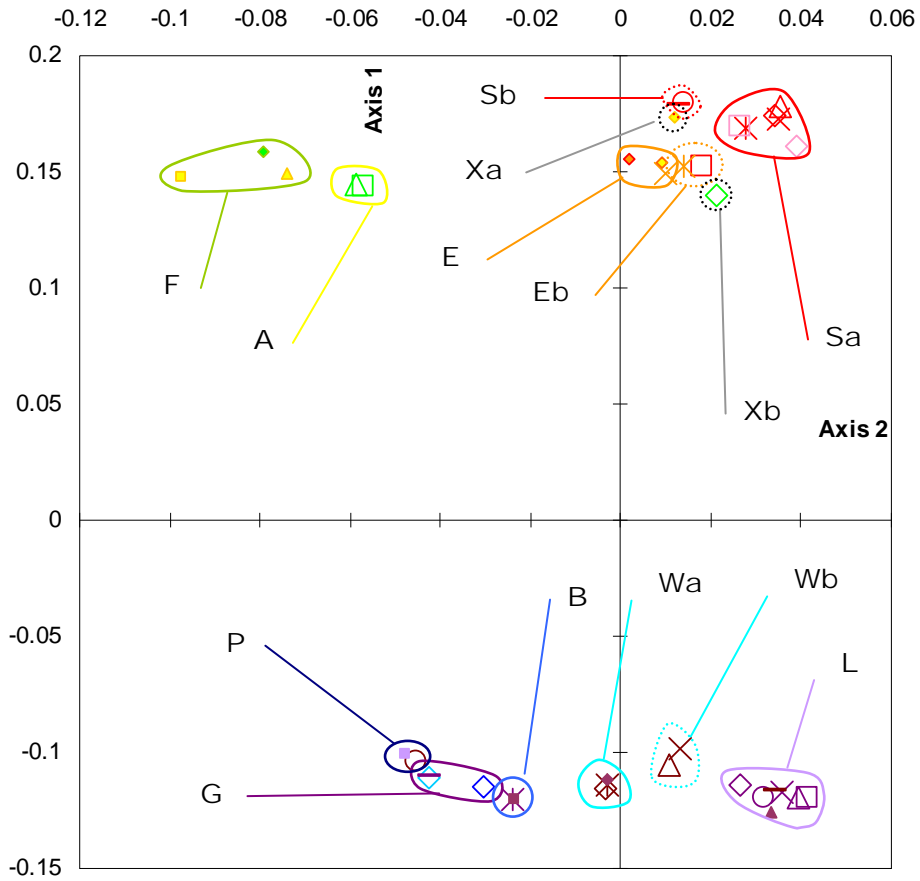 -0.12 -0.1 -0.08 -0.06 -0.04 -0.02 0 0.02 0.04 0.06
0.2
Axis 1
Sb
Xa
0.15
E
F
Eb
0.1
A
Sa
Xb
0.05
Axis 2
0
B
Wa
Wb
-0.05
P
L
-0.1
G
-0.15